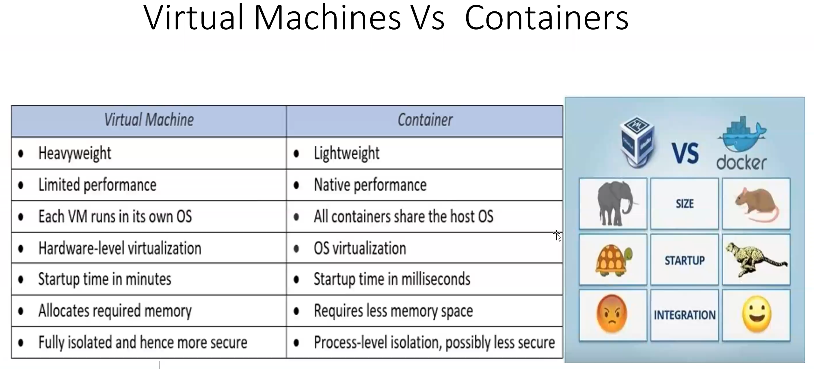 Virtual Machines Vs Containers
Virtual Machine Container
• Heavyweight • Lightweight
• Limited performance • Native performance
• Each VM runs in its own OS • All containers share the host OS
• Hardware-level virtualization • OS virtualization
• Startup time in minutes • Startup time in milliseconds
• Allocates required memory • Requires less memory space
• Fully isolated and hence more secure • Process-level isolation, possibly less secure
VS
docker
SIZE
STARTUP
INTEGRATION